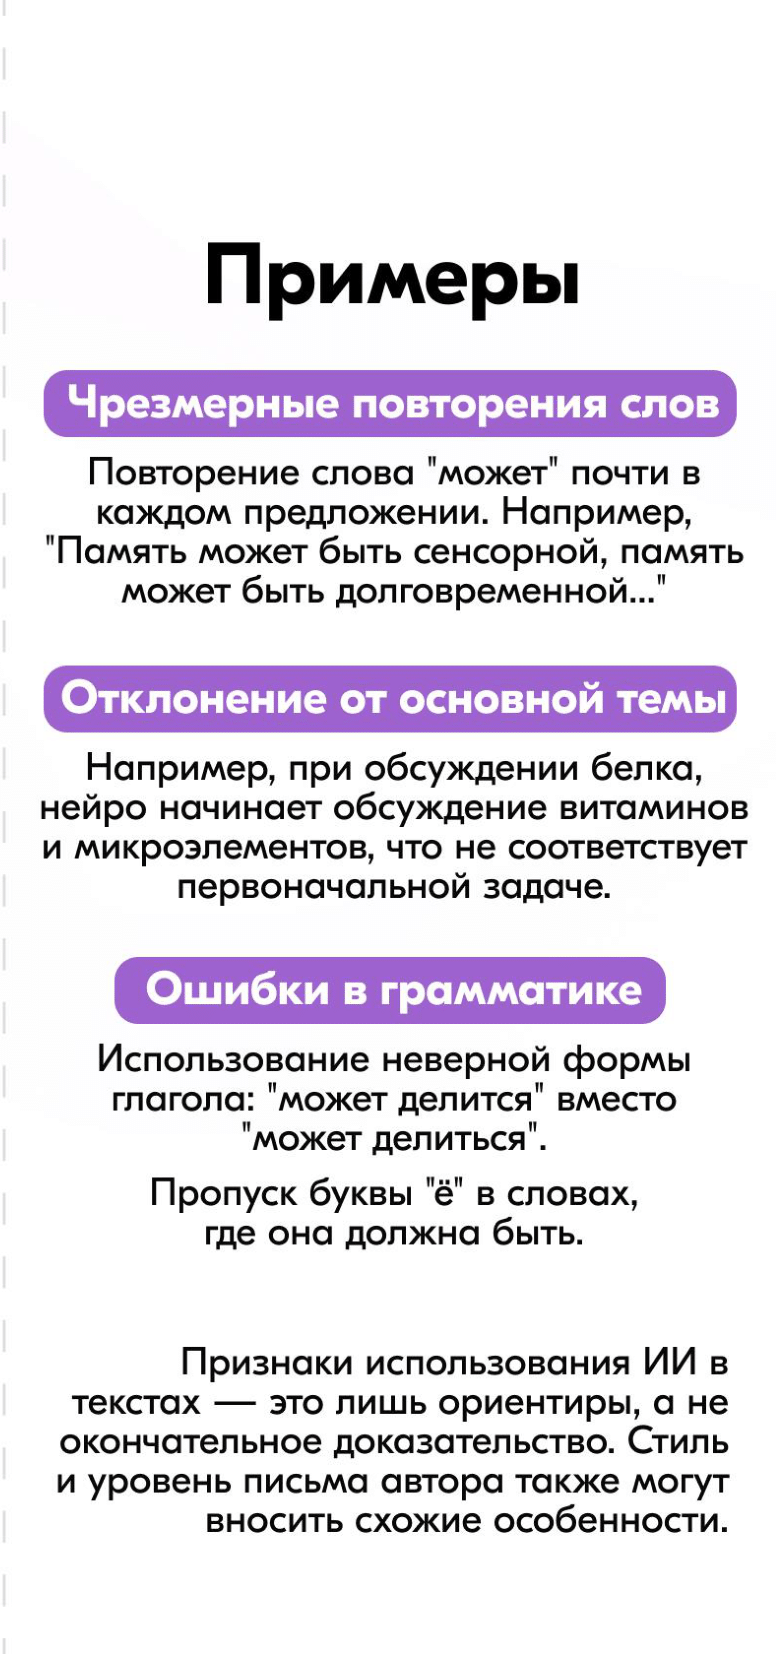 Примеры
Чрезмерные повторения слов
Повторение слова "может" почти в
каждом предложении. Например,
"Память может быть сенсорной, память
может быть долговременной..."
Отклонение от основной темы
Например, при обсуждении белка,
нейро начинает обсуждение витаминов
и микроэлементов, что не соответствует
первоначальной задаче.
Ошибки в грамматике
Использование неверной формы
глагола: "может делится" вместо
"может делиться".
Пропуск буквы "ё" в словах,
где она должна быть.
Признаки использования ИИ в
текстах — это лишь ориентиры, а не
окончательное доказательство. Стиль
и уровень письма автора также могут
вносить схожие особенности.